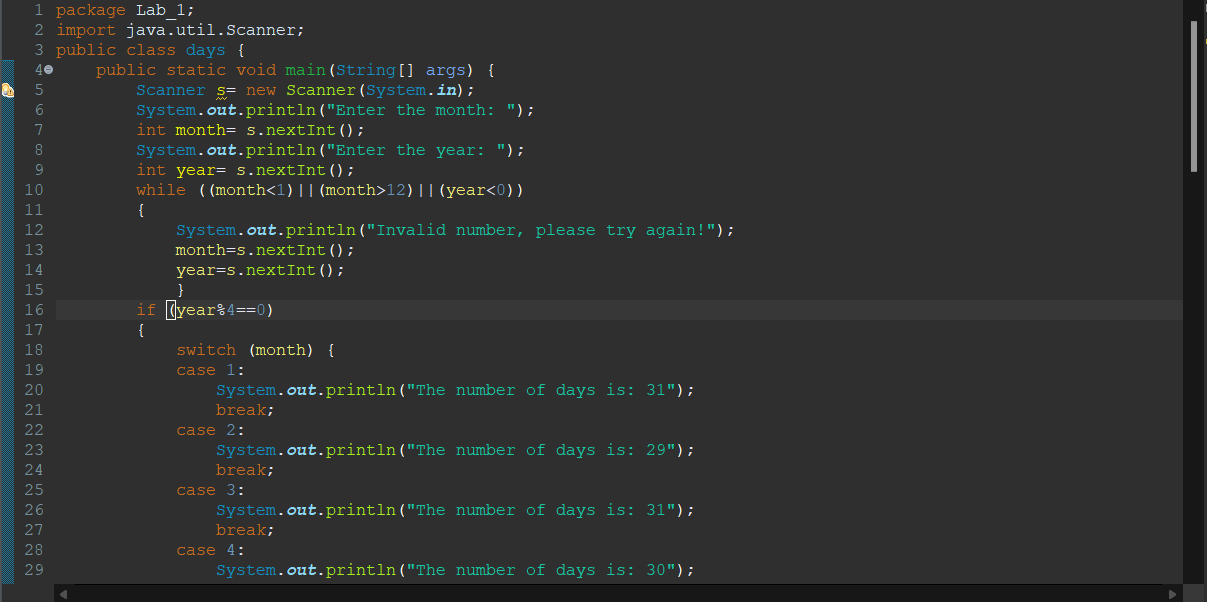 1 package Lab_1;
2 import java.util.Scanner;
3 public class days {
4 public static void main(String[] args) {
5 Scanner s= new Scanner(System.in);
6 System.out.println("Enter the month: ");
7 int month= s.nextInt();
8 System.out.println("Enter the year: ");
9 int year= s.nextInt();
10 while ((month<1)||(month>12)||(year<0))
11 {
12 System.out.println("Invalid number, please try again!");
13 month=s.nextInt();
14 year=s.nextInt();
15 }
16 if (year%4==0)
17 {
18 switch (month) {
19 case 1:
20 System.out.println("The number of days is: 31");
21 break;
22 case 2:
23 System.out.println("The number of days is: 29");
24 break;
25 case 3:
26 System.out.println("The number of days is: 31");
27 break;
28 case 4:
29 System.out.println("The number of days is: 30");